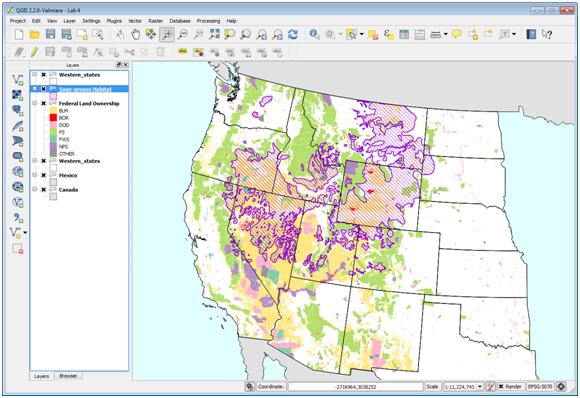 QGIS 2.2.0-Valmiera - Lab 4
Project Edit View Layer Settings Plugins Vector Raster Database Processing Help
Layers
Western_states
Sage-grouse Habitat
Federal Land Ownership
BLM
BOR
DOD
FS
FWS
NPS
OTHER
Western_states
Mexico
Canada
Layers Browser
Coordinate: -2716964,3038252 Scale 1:12,224,743 Render EPSG:5070